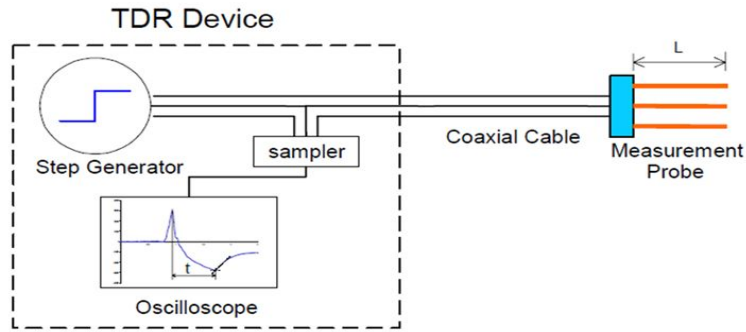 TDR Device
L
Step Generator
sampler
Coaxial Cable
Measurement
Probe
t
Oscilloscope